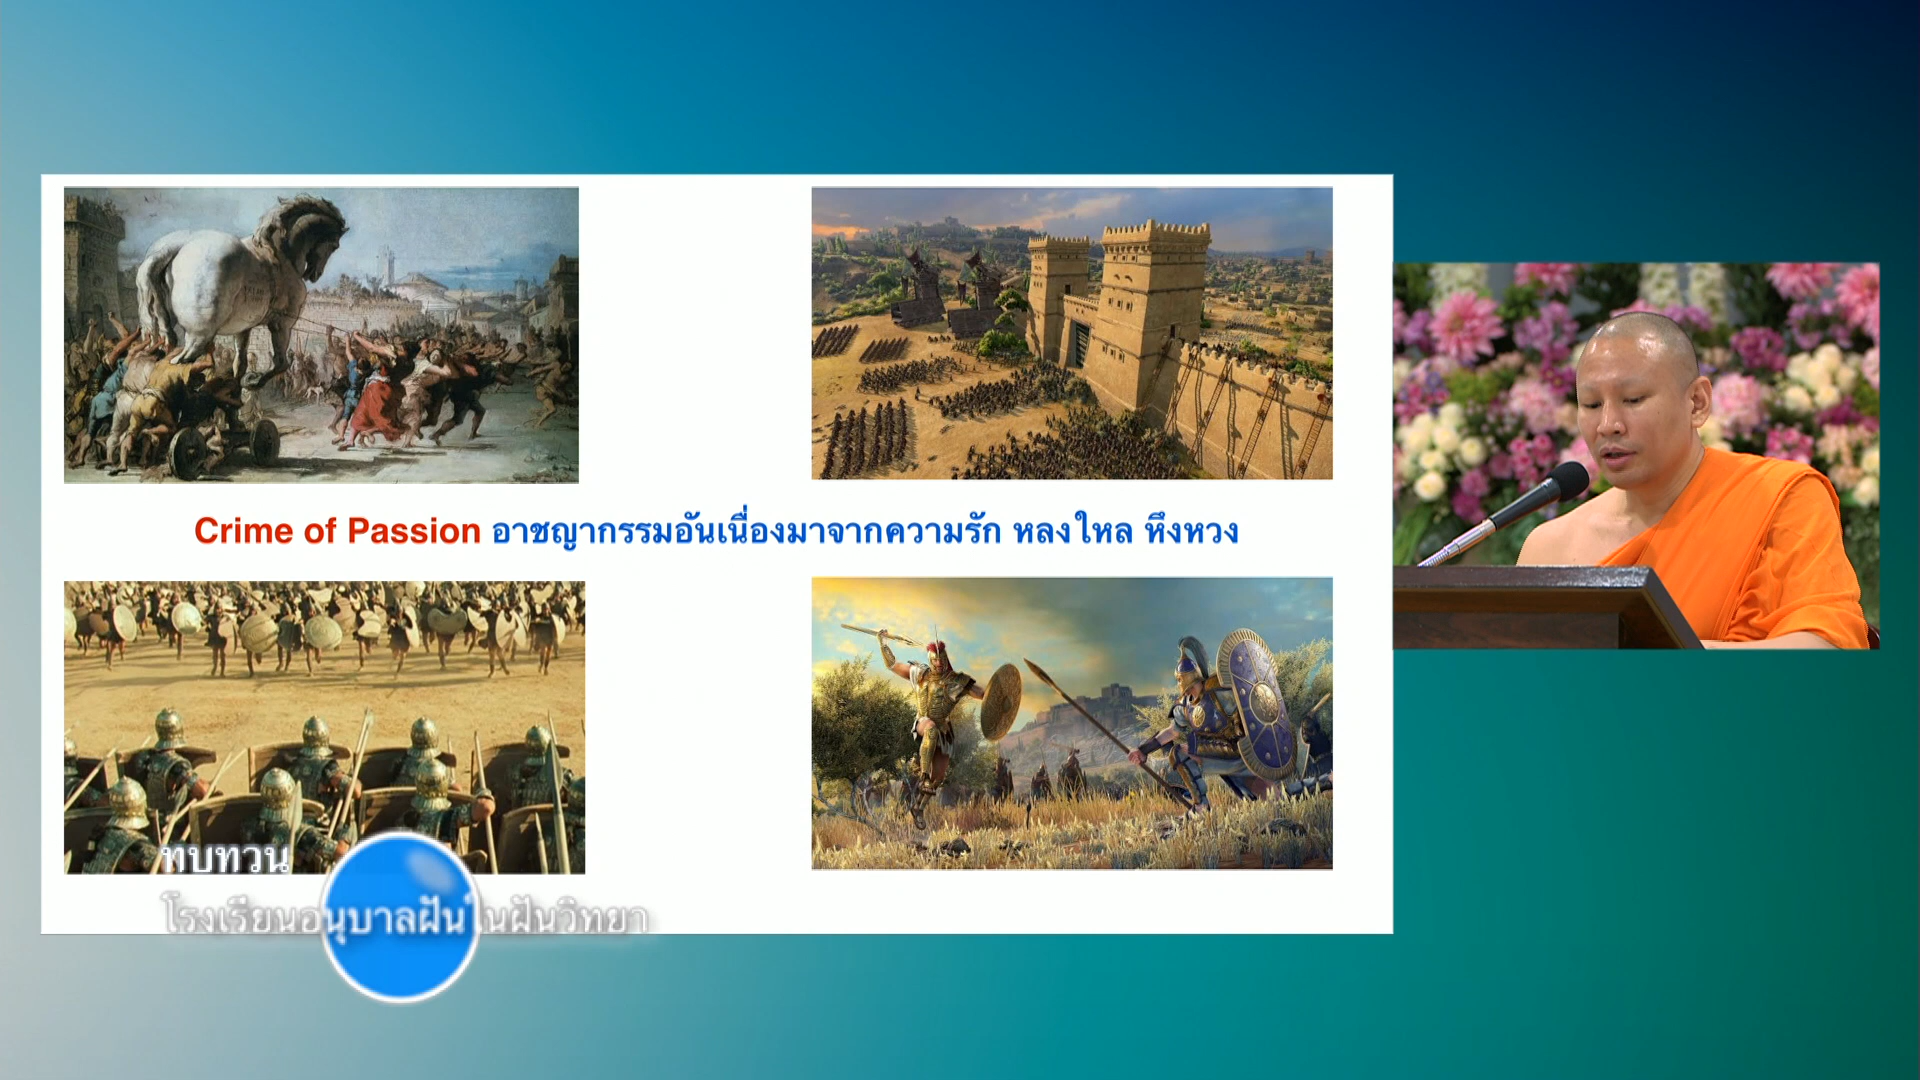 Crime of Passion อาชญากรรมอันเนื่องมาจากความรัก หลงใหล หึงหวง
ทบทวน
โรงเรียนอนุบาลฝันในฝันวิทยา